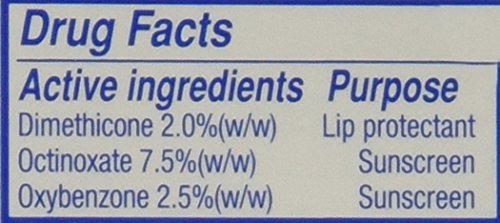 Drug Facts
Active ingredients Purpose
Dimethicone 2.0%(w/w) Lip protectant
Octinoxate 7.5%(w/w) Sunscreen
Oxybenzone 2.5%(w/w) Sunscreen